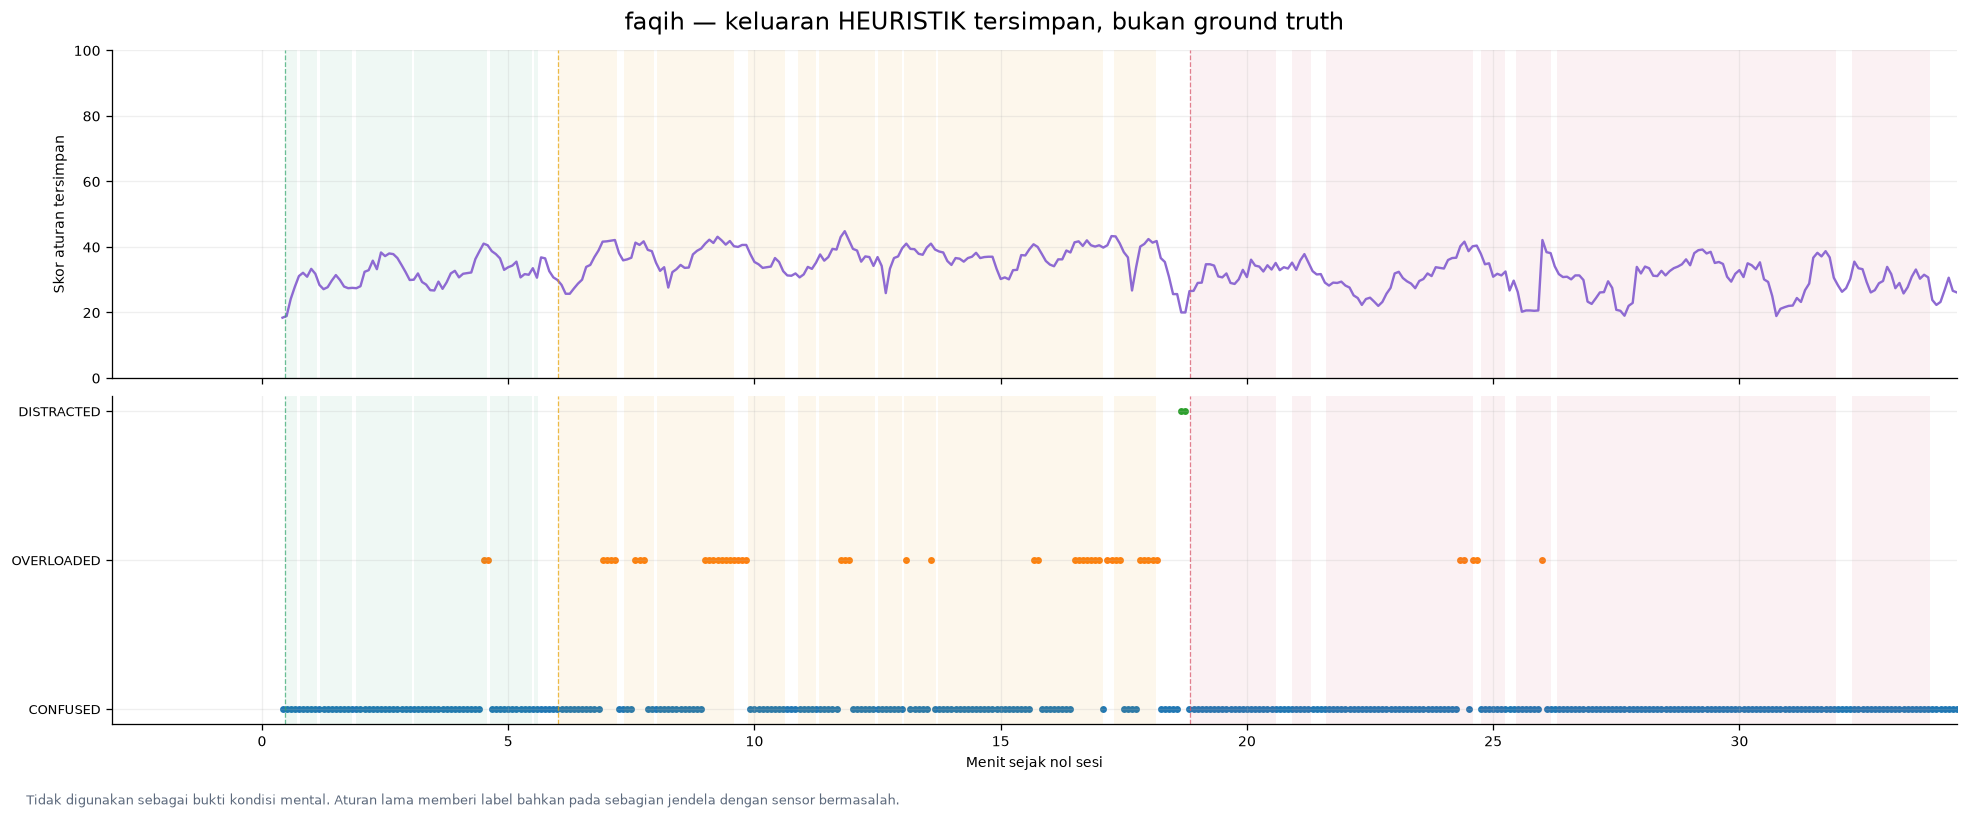 faqih — keluaran HEURISTIK tersimpan, bukan ground truth
Skor aturan tersimpan
100
80
60
40
20
0
DISTRACTED
OVERLOADED
CONFUSED
0 5 10 15 20 25 30
Menit sejak nol sesi
Tidak digunakan sebagai bukti kondisi mental. Aturan lama memberi label bahkan pada sebagian jendela dengan sensor bermasalah.